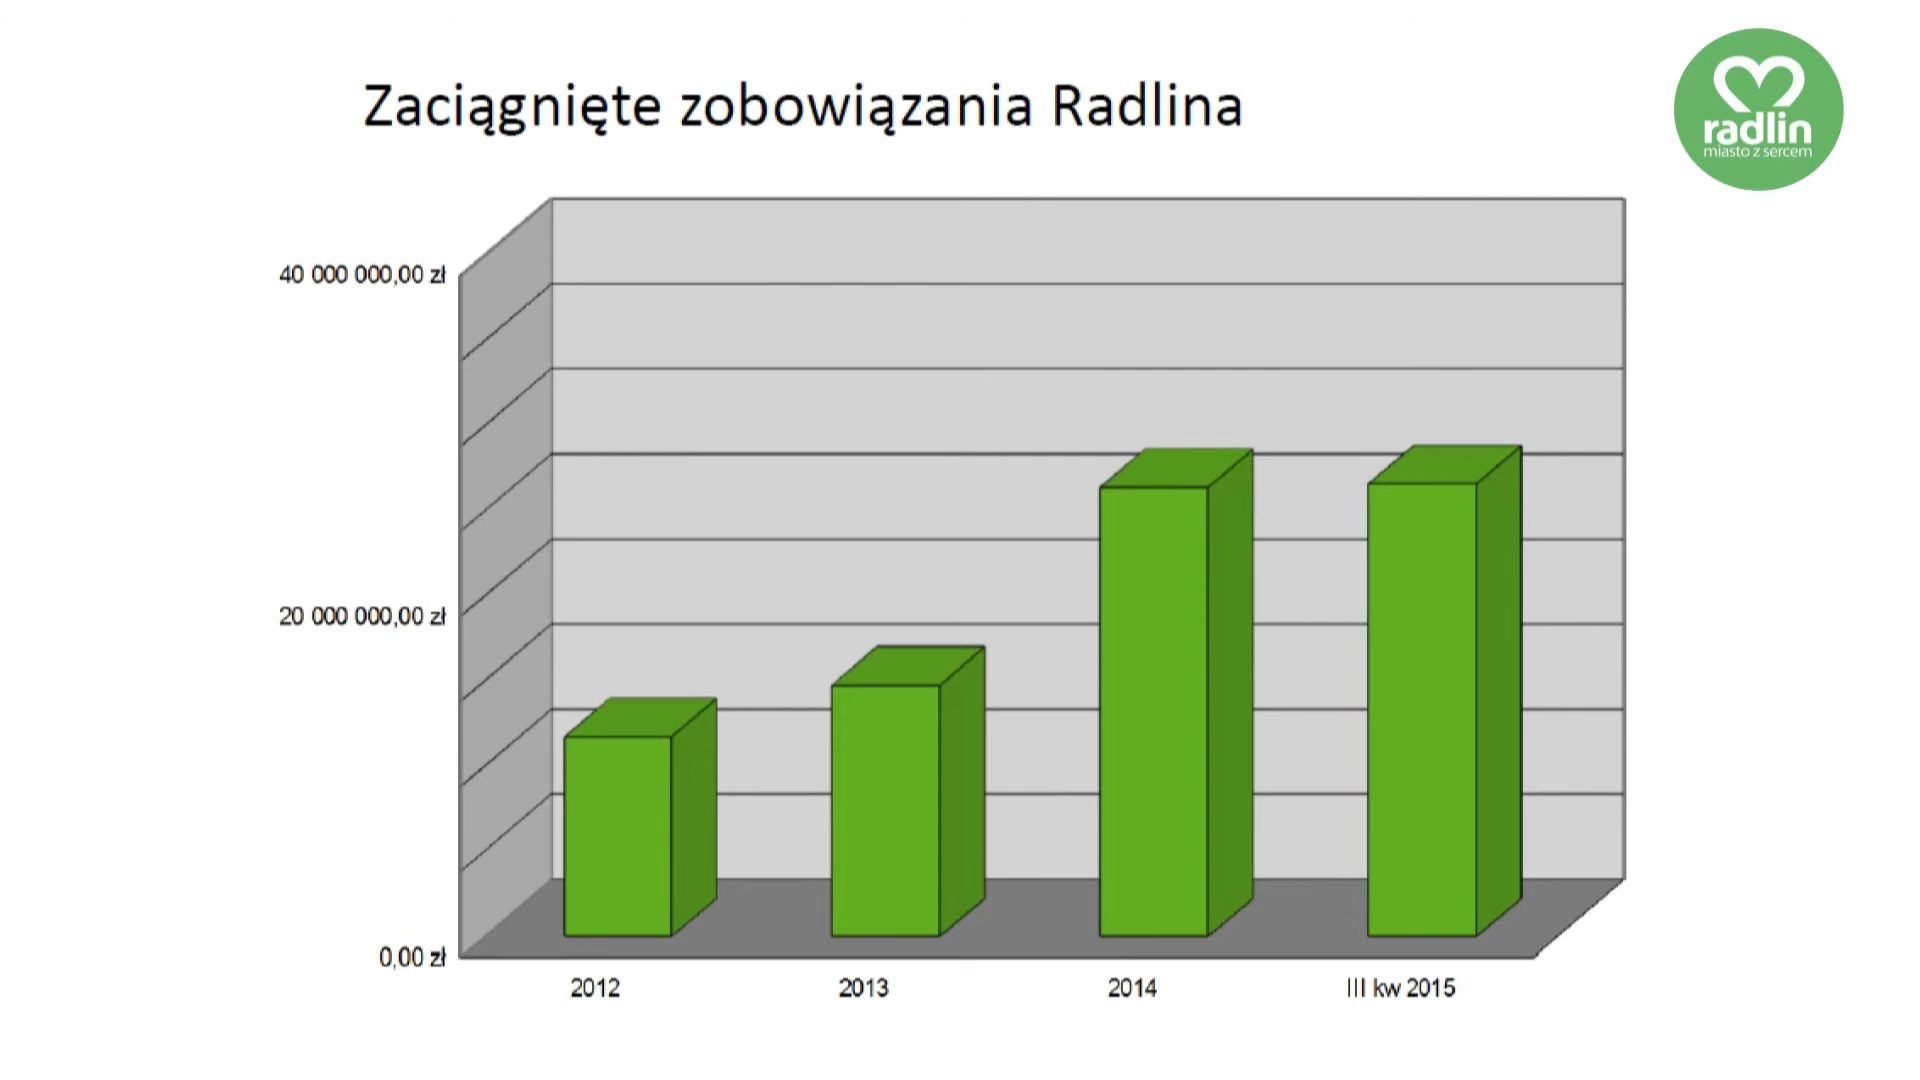 Zaciągnięte zobowiązania Radlina
radlin
miasto z sercem
40 000 000,00 zł
20 000 000,00 zł
0,00 zł
2012
2013
2014
III kw 2015